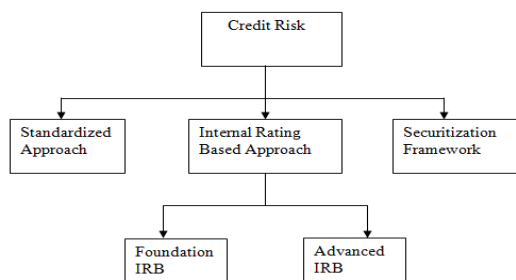 Credit Risk
Standardized
Approach
Internal Rating
Based Approach
Securitization
Framework
Foundation
IRB
Advanced
IRB